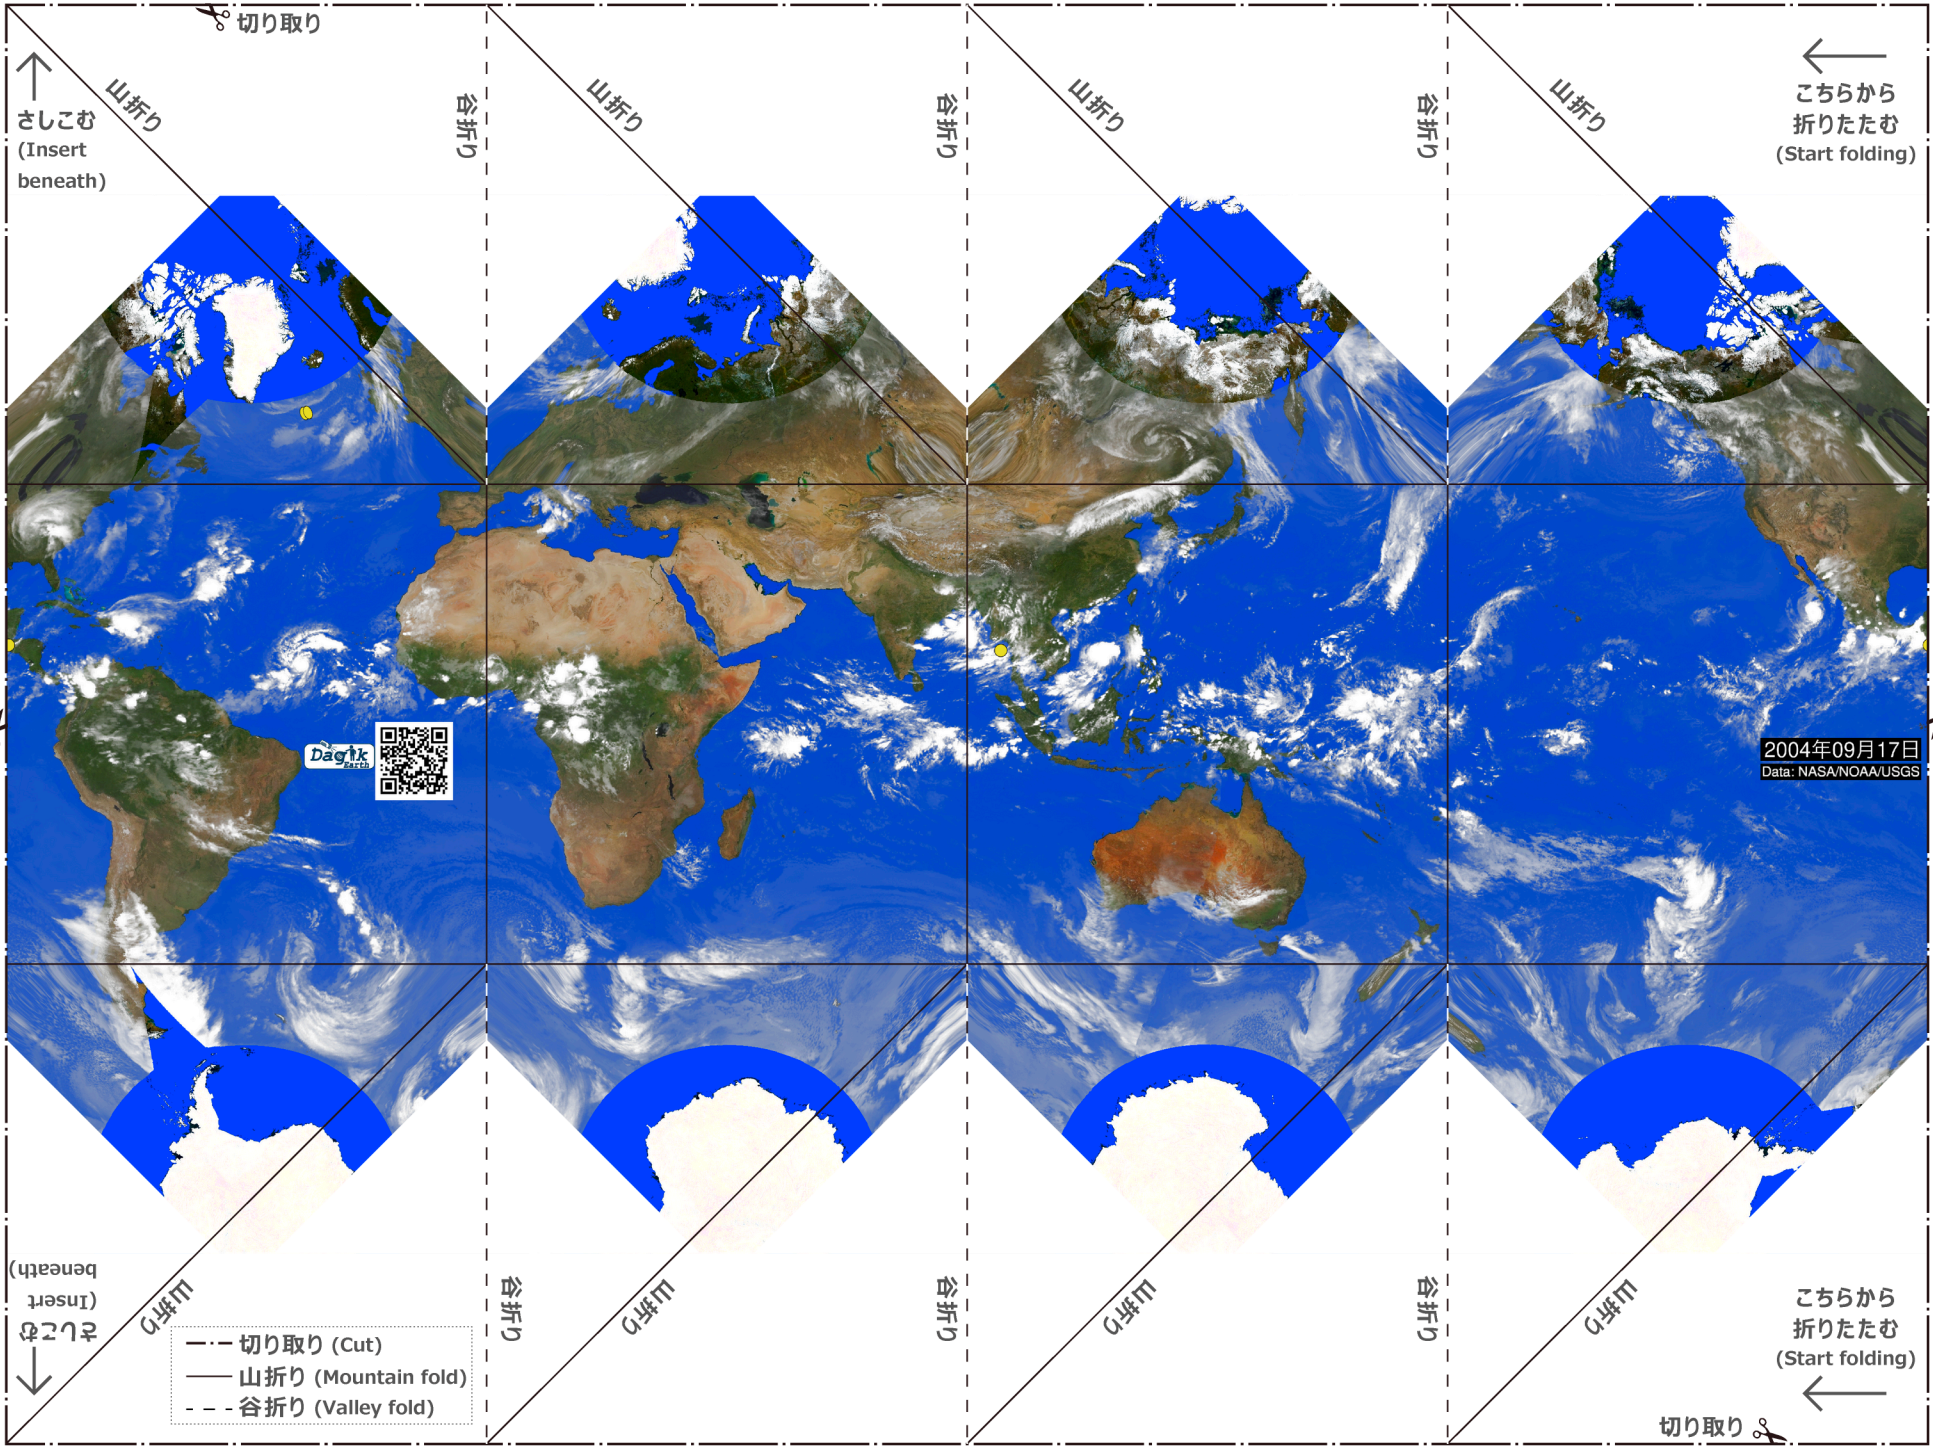 切り取り
山折り
谷折り
山折り
谷折り
山折り
谷折り
山折り
さしこむ
(Insert
beneath)
こちらから
折りたたむ
(Start folding)
Dagik
Earth
2004年09月17日
Data: NASA/NOAA/USGS
さしこむ
(Insert
beneath)
山折り
谷折り
山折り
谷折り
山折り
谷折り
山折り
切り取り (Cut)
山折り (Mountain fold)
谷折り (Valley fold)
こちらから
折りたたむ
(Start folding)
切り取り